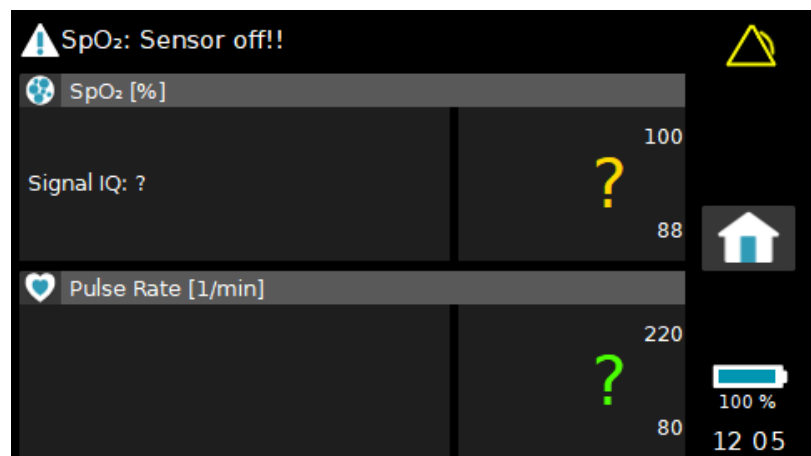 SpO₂: Sensor off!!
SpO₂ [%]
Signal IQ: ?
100
?
88
Pulse Rate [1/min]
220
?
80
100 %
12 05